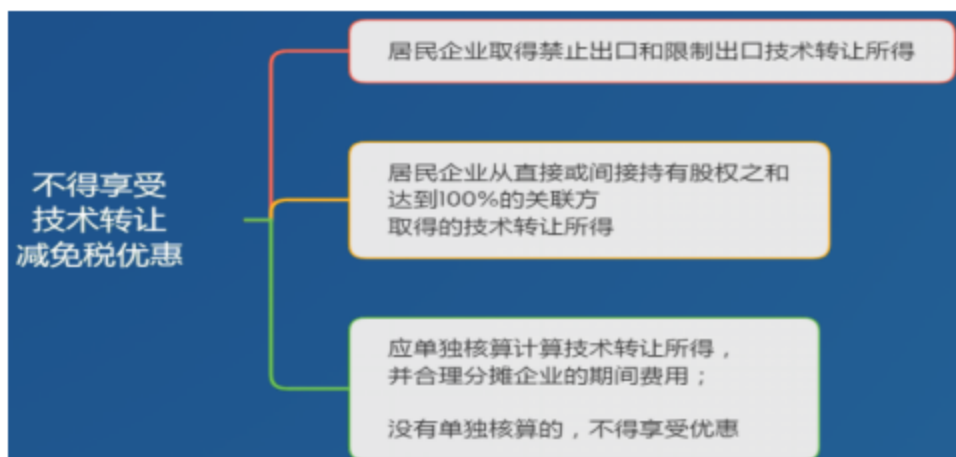 不得享受
技术转让
减免税优惠
居民企业取得禁止出口和限制出口技术转让所得
居民企业从直接或间接持有股权之和
达到100%的关联方
取得的技术转让所得
应单独核算计算技术转让所得，
并合理分摊企业的期间费用；
没有单独核算的，不得享受优惠